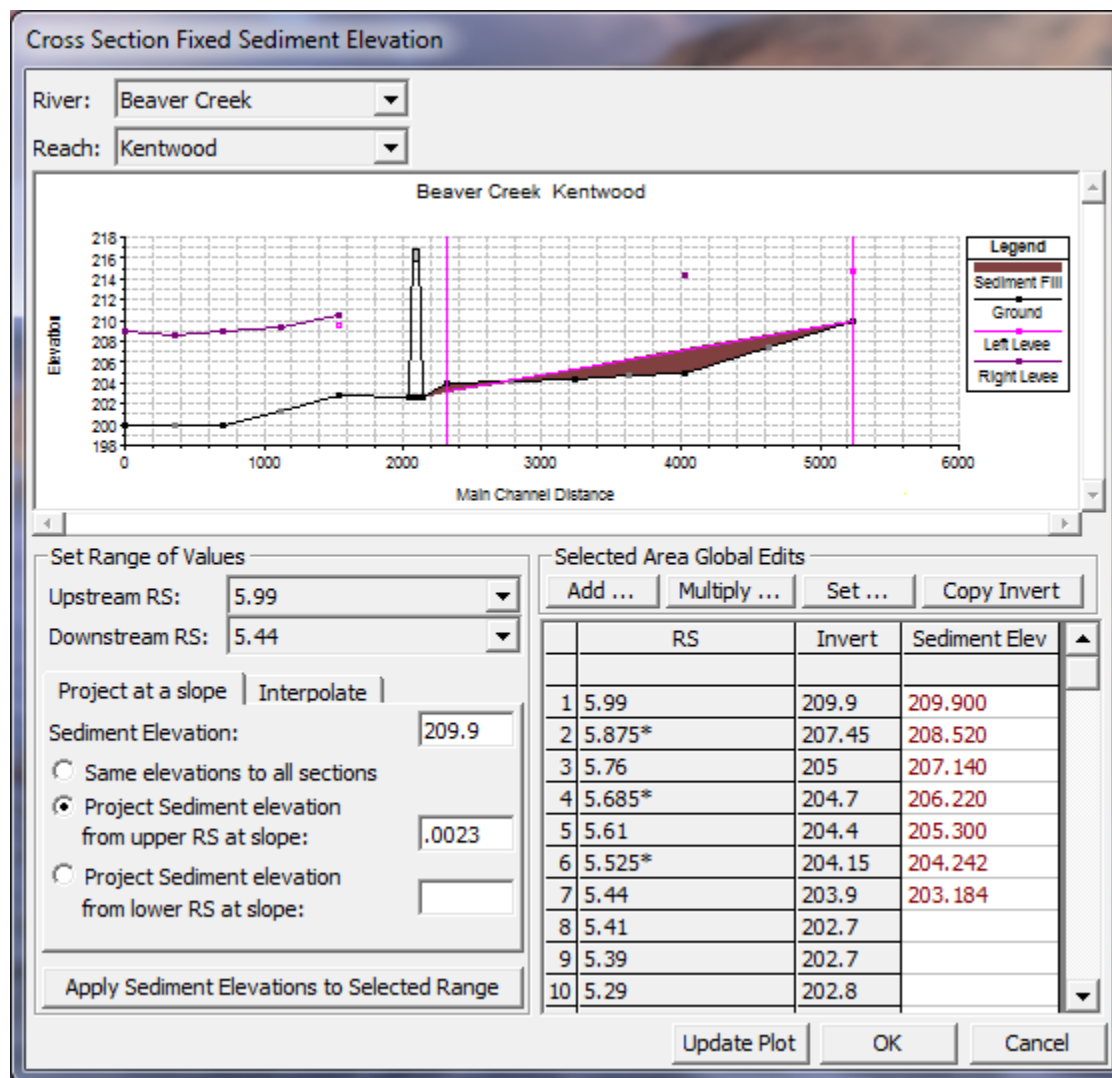 Cross Section Fixed Sediment Elevation
River: Beaver Creek
Reach: Kentwood
Beaver Creek Kentwood
218
216
214
212
210
208
206
204
202
200
198
Elevation
0 1000 2000 3000 4000 5000 6000
Main Channel Distance
Legend
Sediment Fill
Ground
Left Levee
Right Levee
Set Range of Values
Upstream RS: 5.99
Downstream RS: 5.44
Project at a slope Interpolate
Sediment Elevation: 209.9
Same elevations to all sections
Project Sediment elevation
from upper RS at slope: .0023
Project Sediment elevation
from lower RS at slope:
Apply Sediment Elevations to Selected Range
Selected Area Global Edits
Add ... Multiply ... Set ... Copy Invert
RS Invert Sediment Elev
1 5.99 209.9 209.900
2 5.875* 207.45 208.520
3 5.76 205 207.140
4 5.685* 204.7 206.220
5 5.61 204.4 205.300
6 5.525* 204.15 204.242
7 5.44 203.9 203.184
8 5.41 202.7
9 5.39 202.7
10 5.29 202.8
Update Plot OK Cancel